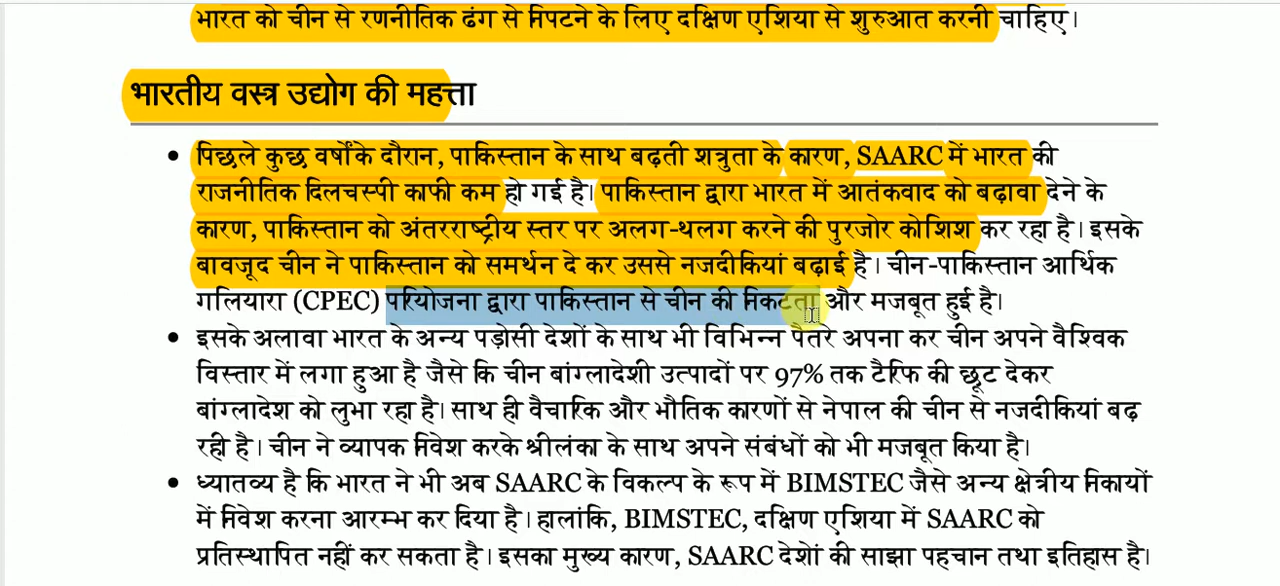 भारत को चीन से रणनीतिक ढंग से निपटने के लिए दक्षिण एशिया से शुरुआत करनी चाहिए।
भारतीय वस्त्र उद्योग की महत्ता
• पिछले कुछ वर्षोंके दौरान, पाकिस्तान के साथ बढ़ती शत्रुता के कारण, SAARC में भारत की
राजनीतिक दिलचस्पी काफी कम हो गई है। पाकिस्तान द्वारा भारत में आतंकवाद को बढ़ावा देने के
कारण, पाकिस्तान को अंतरराष्ट्रीय स्तर पर अलग-थलग करने की पुरजोर कोशिश कर रहा है। इसके
बावजूद चीन ने पाकिस्तान को समर्थन दे कर उससे नजदीकियां बढ़ाई है। चीन-पाकिस्तान आर्थिक
गलियारा (CPEC) परियोजना द्वारा पाकिस्तान से चीन की निकटता और मजबूत हुई है।
• इसके अलावा भारत के अन्य पड़ोसी देशों के साथ भी विभिन्न पैतरे अपना कर चीन अपने वैश्विक
विस्तार में लगा हुआ है जैसे कि चीन बांग्लादेशी उत्पादों पर 97% तक टैरिफ की छूट देकर
बांग्लादेश को लुभा रहा है। साथ ही वैचारिक और भौतिक कारणों से नेपाल की चीन से नजदीकियां बढ़
रही है। चीन ने व्यापक निवेश करके श्रीलंका के साथ अपने संबंधों को भी मजबूत किया है।
• ध्यातव्य है कि भारत ने भी अब SAARC के विकल्प के रूप में BIMSTEC जैसे अन्य क्षेत्रीय निकायों
में निवेश करना आरम्भ कर दिया है। हालांकि, BIMSTEC, दक्षिण एशिया में SAARC को
प्रतिस्थापित नहीं कर सकता है। इसका मुख्य कारण, SAARC देशों की साझा पहचान तथा इतिहास है।